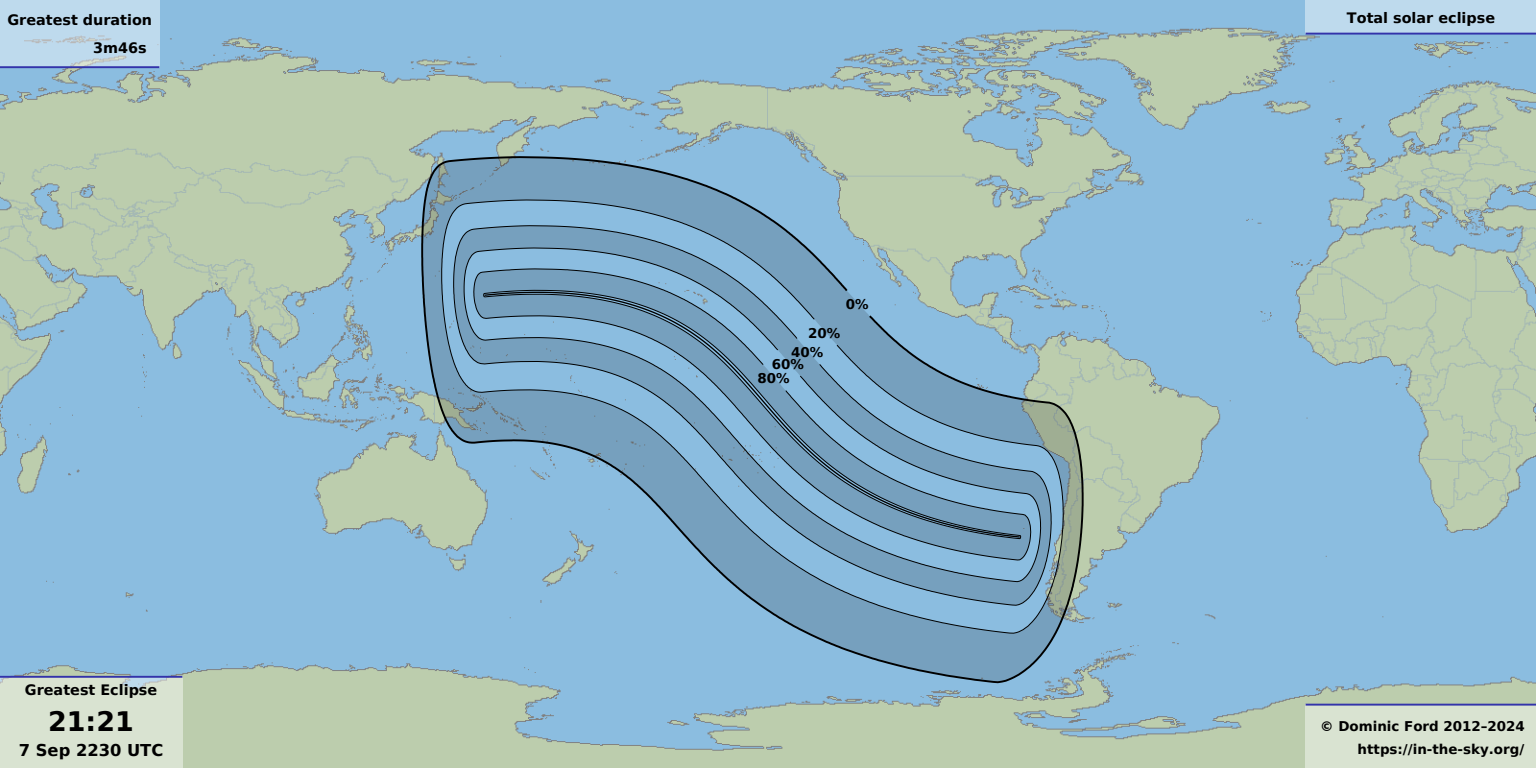 Greatest duration
3m46s
Total solar eclipse
0%
20%
40%
60%
80%
Greatest Eclipse
21:21
7 Sep 2230 UTC
© Dominic Ford 2012–2024
https://in-the-sky.org/